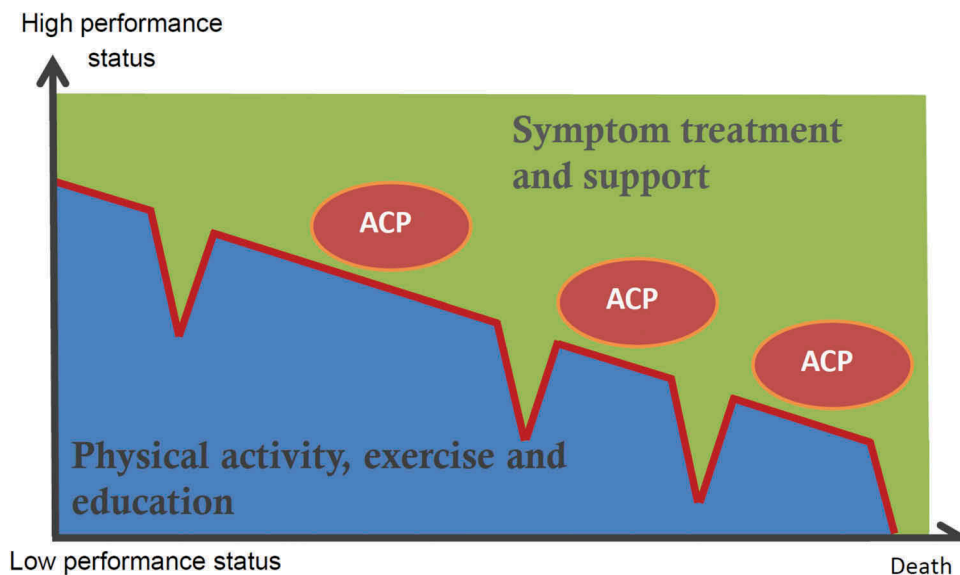 High performance
status
Symptom treatment
and support
ACP
ACP
ACP
Physical activity, exercise and
education
Low performance status
Death